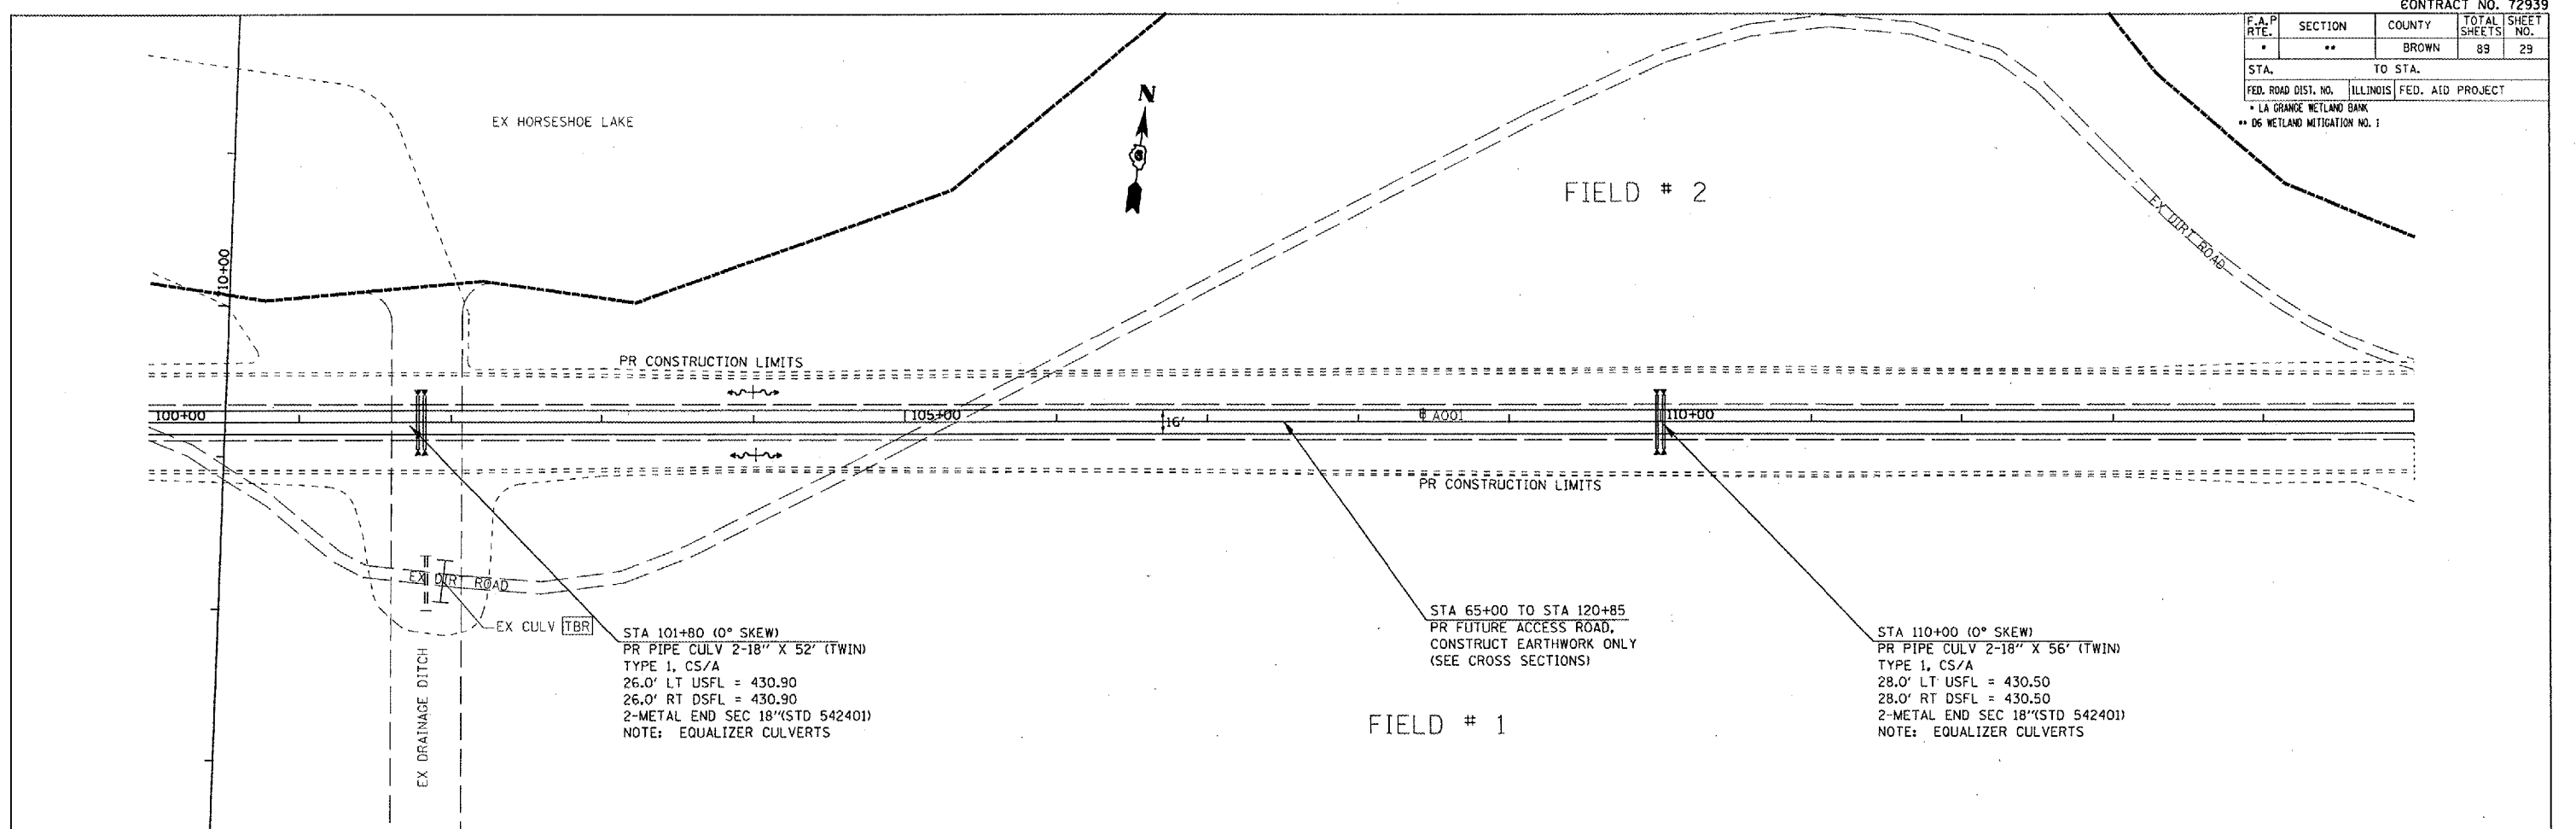 CONTRACT NO. 72939
F.A.P RTE. SECTION COUNTY TOTAL SHEETS SHEET NO.
* ** BROWN 89 29
STA. TO STA.
FED. ROAD DIST. NO. ILLINOIS FED. AID PROJECT
* LA GRANGE WETLAND BANK
** D6 WETLAND MITIGATION NO. 1
N
EX HORSESHOE LAKE
FIELD # 2
EX DIRT ROAD
110+00
PR CONSTRUCTION LIMITS
100+00
105+00
16'
℄ A001
110+00
PR CONSTRUCTION LIMITS
EX DIRT ROAD
EX CULV TBR
EX DRAINAGE DITCH
STA 101+80 (0° SKEW)
PR PIPE CULV 2-18" X 52' (TWIN)
TYPE 1, CS/A
26.0' LT USFL = 430.90
26.0' RT DSFL = 430.90
2-METAL END SEC 18"(STD 542401)
NOTE: EQUALIZER CULVERTS
STA 65+00 TO STA 120+85
PR FUTURE ACCESS ROAD,
CONSTRUCT EARTHWORK ONLY
(SEE CROSS SECTIONS)
FIELD # 1
STA 110+00 (0° SKEW)
PR PIPE CULV 2-18" X 56' (TWIN)
TYPE 1, CS/A
28.0' LT USFL = 430.50
28.0' RT DSFL = 430.50
2-METAL END SEC 18"(STD 542401)
NOTE: EQUALIZER CULVERTS